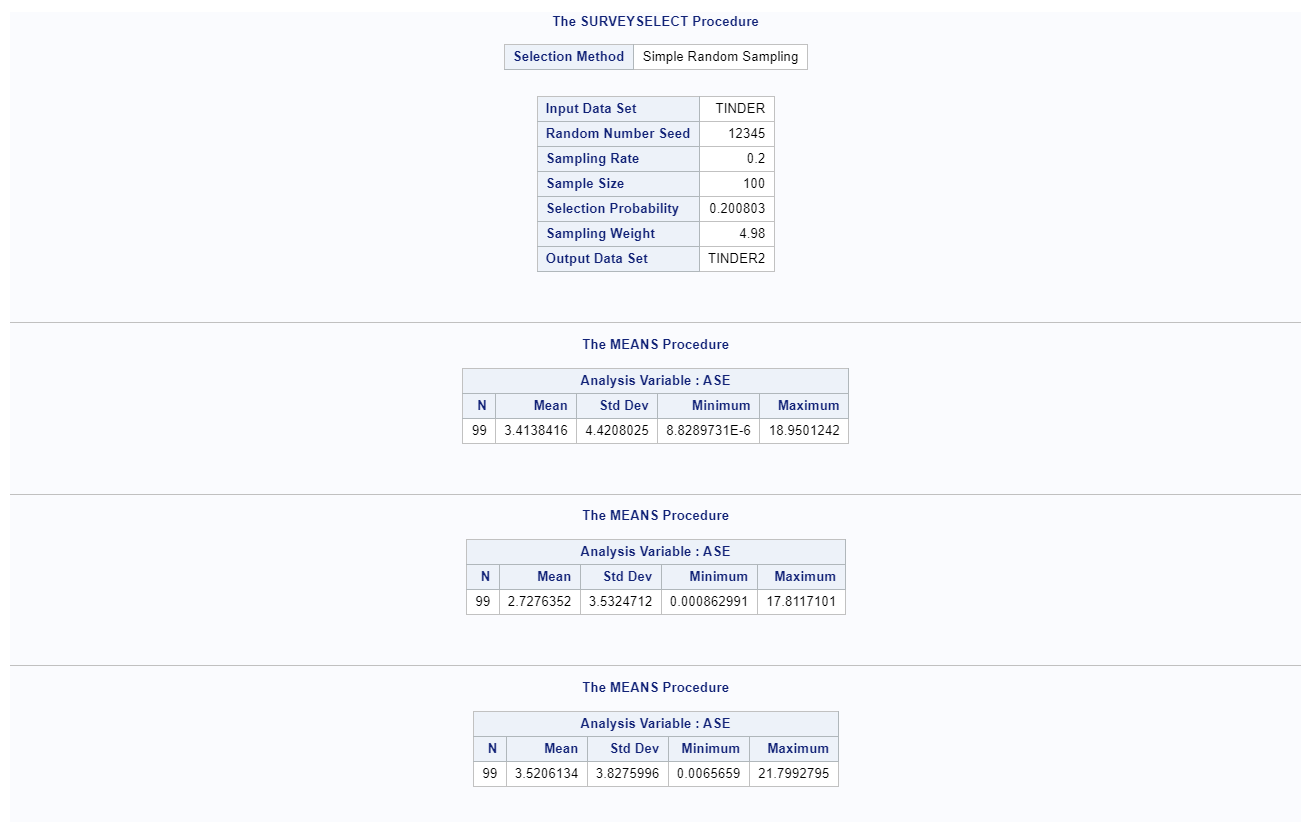 The SURVEYSELECT Procedure
Selection Method Simple Random Sampling
Input Data Set TINDER
Random Number Seed 12345
Sampling Rate 0.2
Sample Size 100
Selection Probability 0.200803
Sampling Weight 4.98
Output Data Set TINDER2
The MEANS Procedure
Analysis Variable : ASE
N Mean Std Dev Minimum Maximum
99 3.4138416 4.4208025 8.8289731E-6 18.9501242
The MEANS Procedure
Analysis Variable : ASE
N Mean Std Dev Minimum Maximum
99 2.7276352 3.5324712 0.000862991 17.8117101
The MEANS Procedure
Analysis Variable : ASE
N Mean Std Dev Minimum Maximum
99 3.5206134 3.8275996 0.0065659 21.7992795